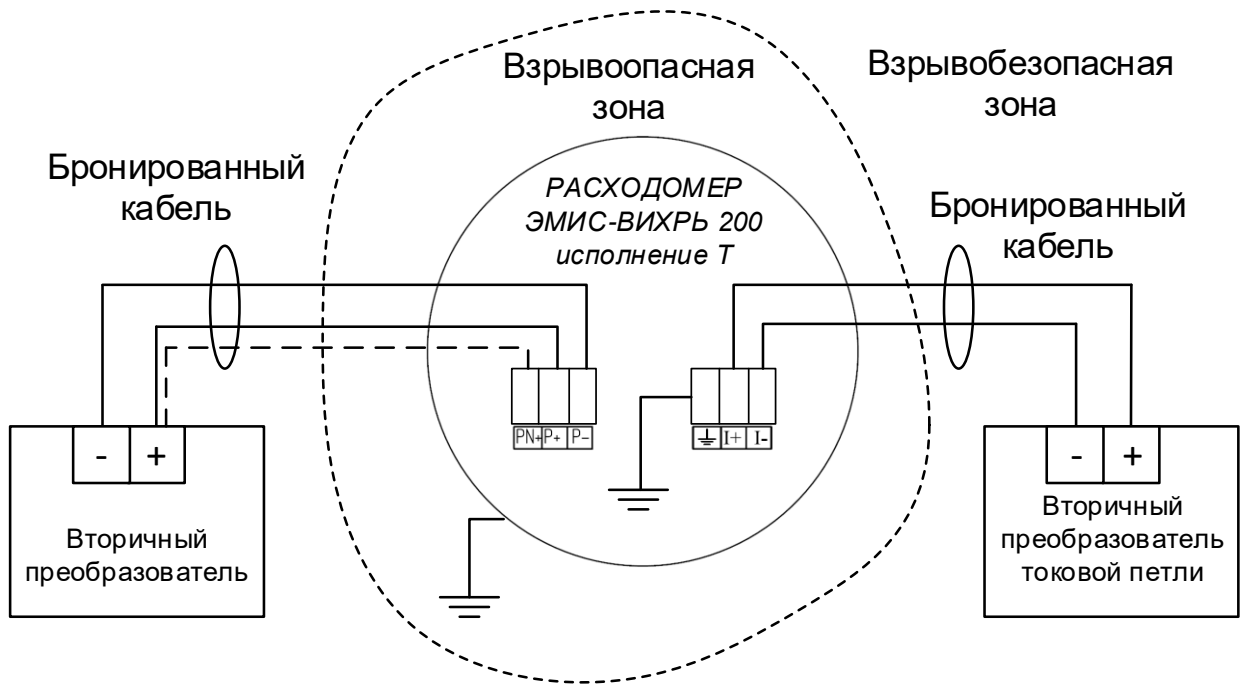 Взрывоопасная
зона
Взрывобезопасная
зона
Бронированный
кабель
РАСХОДОМЕР
ЭМИС-ВИХРЬ 200
исполнение Т
Бронированный
кабель
PN+ P+ P-
⏚ I+ I-
- +
Вторичный
преобразователь
- +
Вторичный
преобразователь
токовой петли